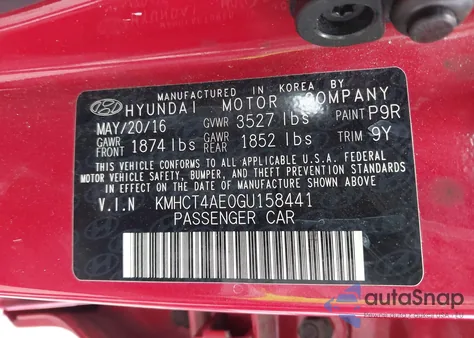 MANUFACTURED IN KOREA BY
HYUNDAI MOTOR COMPANY
MAY/20/16 GVWR 3527 lbs PAINT P9R
GAWR FRONT 1874 lbs GAWR REAR 1852 lbs TRIM 9Y
THIS VEHICLE CONFORMS TO ALL APPLICABLE U.S.A. FEDERAL
MOTOR VEHICLE SAFETY, BUMPER, AND THEFT PREVENTION STANDARDS
IN EFFECT ON THE DATE OF MANUFACTURE SHOWN ABOVE.
V.I.N KMHCT4AE0GU158441
PASSENGER CAR
autoSnap